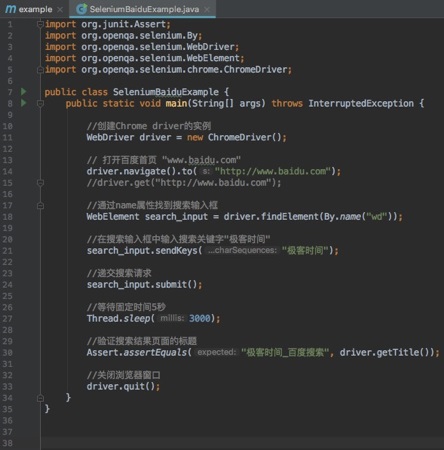 example
SeleniumBaiduExample.java
1 import org.junit.Assert;
2 import org.openqa.selenium.By;
3 import org.openqa.selenium.WebDriver;
4 import org.openqa.selenium.WebElement;
5 import org.openqa.selenium.chrome.ChromeDriver;
6
7 public class SeleniumBaiduExample {
8 public static void main(String[] args) throws InterruptedException {
9
10 //创建Chrome driver的实例
11 WebDriver driver = new ChromeDriver();
12
13 // 打开百度首页 "www.baidu.com"
14 driver.navigate().to( s: "http://www.baidu.com");
15 //driver.get("http://www.baidu.com");
16
17 //通过name属性找到搜索输入框
18 WebElement search_input = driver.findElement(By.name("wd"));
19
20 //在搜索输入框中输入搜索关键字"极客时间"
21 search_input.sendKeys( ...charSequences: "极客时间");
22
23 //递交搜索请求
24 search_input.submit();
25
26 //等待固定时间5秒
27 Thread.sleep( millis: 3000);
28
29 //验证搜索结果页面的标题
30 Assert.assertEquals( expected: "极客时间_百度搜索", driver.getTitle());
31
32 //关闭浏览器窗口
33 driver.quit();
34 }
35 }
36
37
38